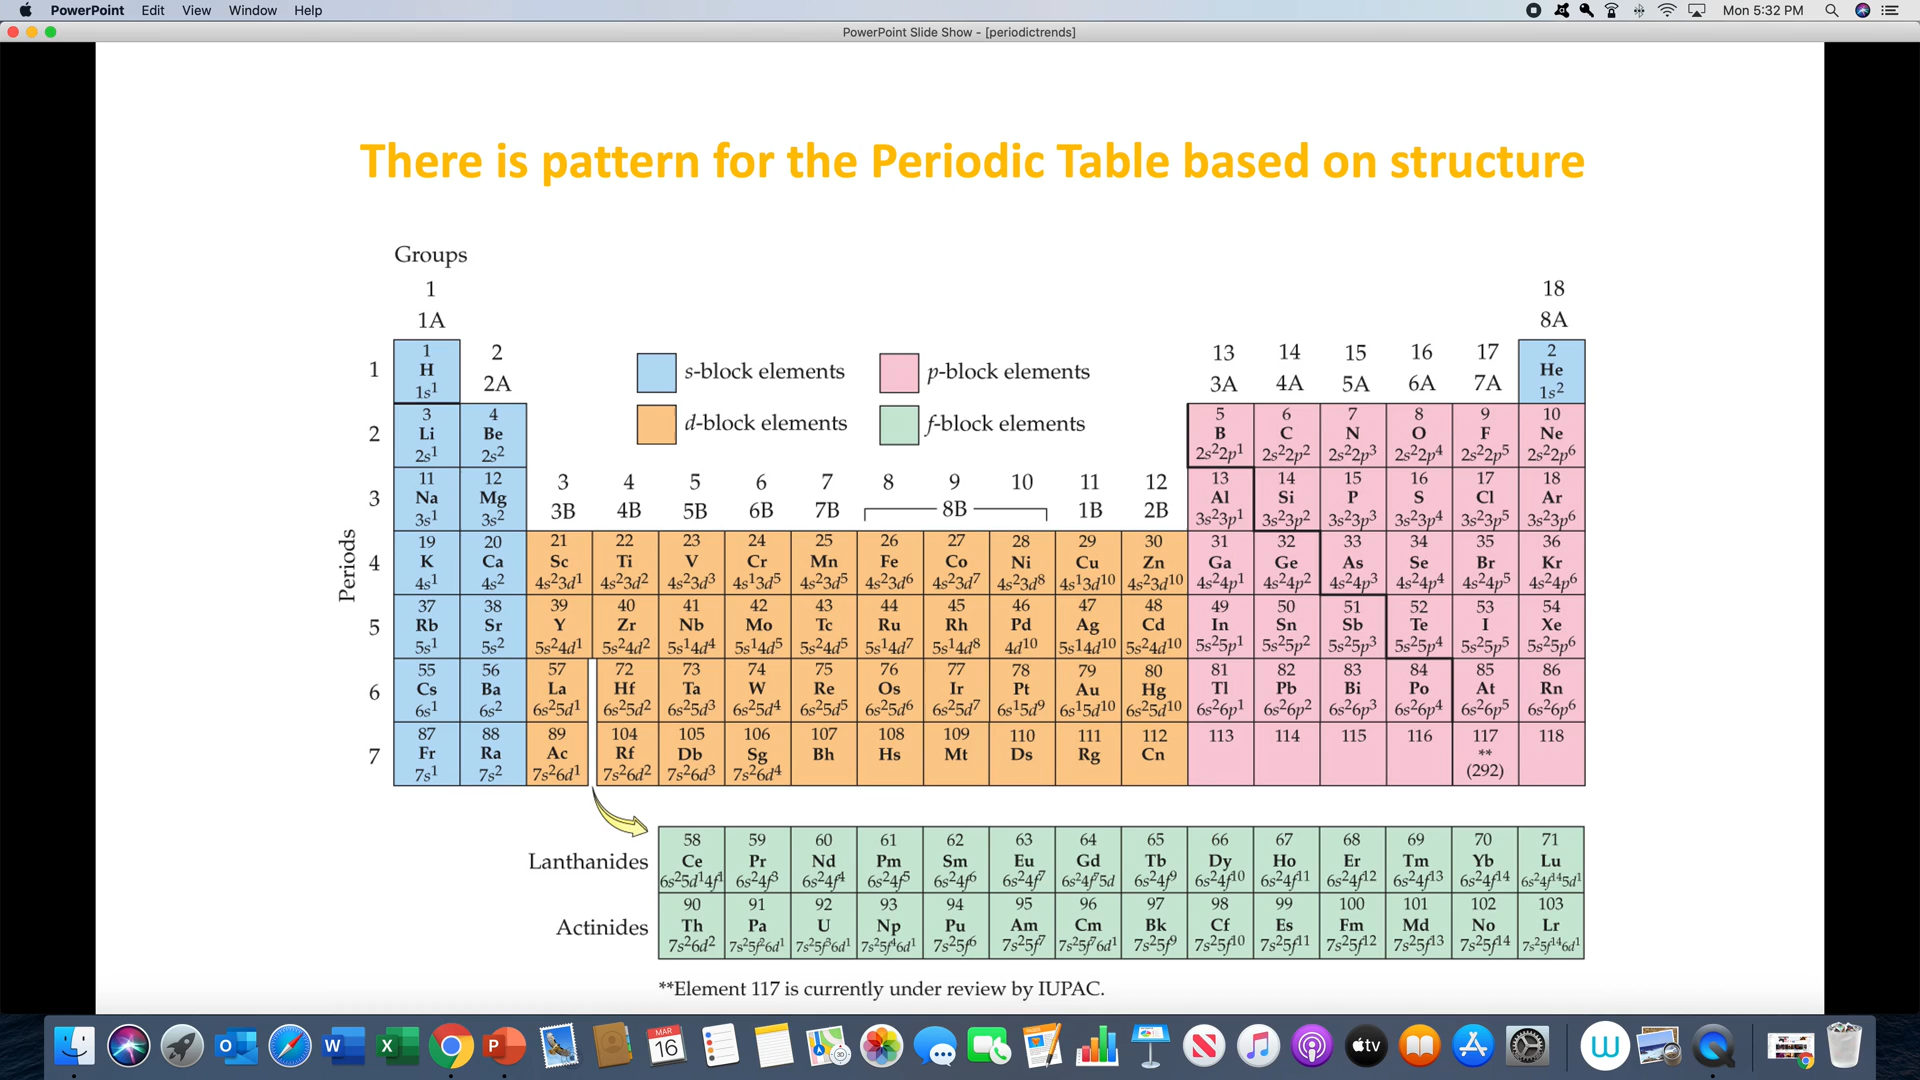 PowerPoint Edit View Window Help Mon 5:32 PM
PowerPoint Slide Show - [periodictrends]
There is pattern for the Periodic Table based on structure
Groups
1 18
1A 8A
1 2 13 14 15 16 17 2
1 H 2A s-block elements p-block elements 3A 4A 5A 6A 7A He
1s¹ 1s²
3 4 d-block elements f-block elements 5 6 7 8 9 10
2 Li Be B C N O F Ne
2s¹ 2s² 2s²2p¹ 2s²2p² 2s²2p³ 2s²2p⁴ 2s²2p⁵ 2s²2p⁶
11 12 3 4 5 6 7 8 9 10 11 12 13 14 15 16 17 18
3 Na Mg 3B 4B 5B 6B 7B 8B 1B 2B Al Si P S Cl Ar
3s¹ 3s² 3s²3p¹ 3s²3p² 3s²3p³ 3s²3p⁴ 3s²3p⁵ 3s²3p⁶
Periods
19 20 21 22 23 24 25 26 27 28 29 30 31 32 33 34 35 36
4 K Ca Sc Ti V Cr Mn Fe Co Ni Cu Zn Ga Ge As Se Br Kr
4s¹ 4s² 4s²3d¹ 4s²3d² 4s²3d³ 4s¹3d⁵ 4s²3d⁵ 4s²3d⁶ 4s²3d⁷ 4s²3d⁸ 4s¹3d¹⁰ 4s²3d¹⁰ 4s²4p¹ 4s²4p² 4s²4p³ 4s²4p⁴ 4s²4p⁵ 4s²4p⁶
37 38 39 40 41 42 43 44 45 46 47 48 49 50 51 52 53 54
5 Rb Sr Y Zr Nb Mo Tc Ru Rh Pd Ag Cd In Sn Sb Te I Xe
5s¹ 5s² 5s²4d¹ 5s²4d² 5s¹4d⁴ 5s¹4d⁵ 5s²4d⁵ 5s¹4d⁷ 5s¹4d⁸ 4d¹⁰ 5s¹4d¹⁰ 5s²4d¹⁰ 5s²5p¹ 5s²5p² 5s²5p³ 5s²5p⁴ 5s²5p⁵ 5s²5p⁶
55 56 57 72 73 74 75 76 77 78 79 80 81 82 83 84 85 86
6 Cs Ba La Hf Ta W Re Os Ir Pt Au Hg Tl Pb Bi Po At Rn
6s¹ 6s² 6s²5d¹ 6s²5d² 6s²5d³ 6s²5d⁴ 6s²5d⁵ 6s²5d⁶ 6s²5d⁷ 6s¹5d⁹ 6s¹5d¹⁰ 6s²5d¹⁰ 6s²6p¹ 6s²6p² 6s²6p³ 6s²6p⁴ 6s²6p⁵ 6s²6p⁶
87 88 89 104 105 106 107 108 109 110 111 112 113 114 115 116 117 118
7 Fr Ra Ac Rf Db Sg Bh Hs Mt Ds Rg Cn **
7s¹ 7s² 7s²6d¹ 7s²6d² 7s²6d³ 7s²6d⁴ (292)
58 59 60 61 62 63 64 65 66 67 68 69 70 71
Lanthanides Ce Pr Nd Pm Sm Eu Gd Tb Dy Ho Er Tm Yb Lu
6s²5d¹4f¹ 6s²4f³ 6s²4f⁴ 6s²4f⁵ 6s²4f⁶ 6s²4f⁷ 6s²4f⁷5d 6s²4f⁹ 6s²4f¹⁰ 6s²4f¹¹ 6s²4f¹² 6s²4f¹³ 6s²4f¹⁴ 6s²4f¹⁴5d¹
90 91 92 93 94 95 96 97 98 99 100 101 102 103
Actinides Th Pa U Np Pu Am Cm Bk Cf Es Fm Md No Lr
7s²6d² 7s²5f²6d¹ 7s²5f³6d¹ 7s²5f⁴6d¹ 7s²5f⁶ 7s²5f⁷ 7s²5f⁷6d¹ 7s²5f⁹ 7s²5f¹⁰ 7s²5f¹¹ 7s²5f¹² 7s²5f¹³ 7s²5f¹⁴ 7s²5f¹⁴6d¹
**Element 117 is currently under review by IUPAC.
MAR
16
tv